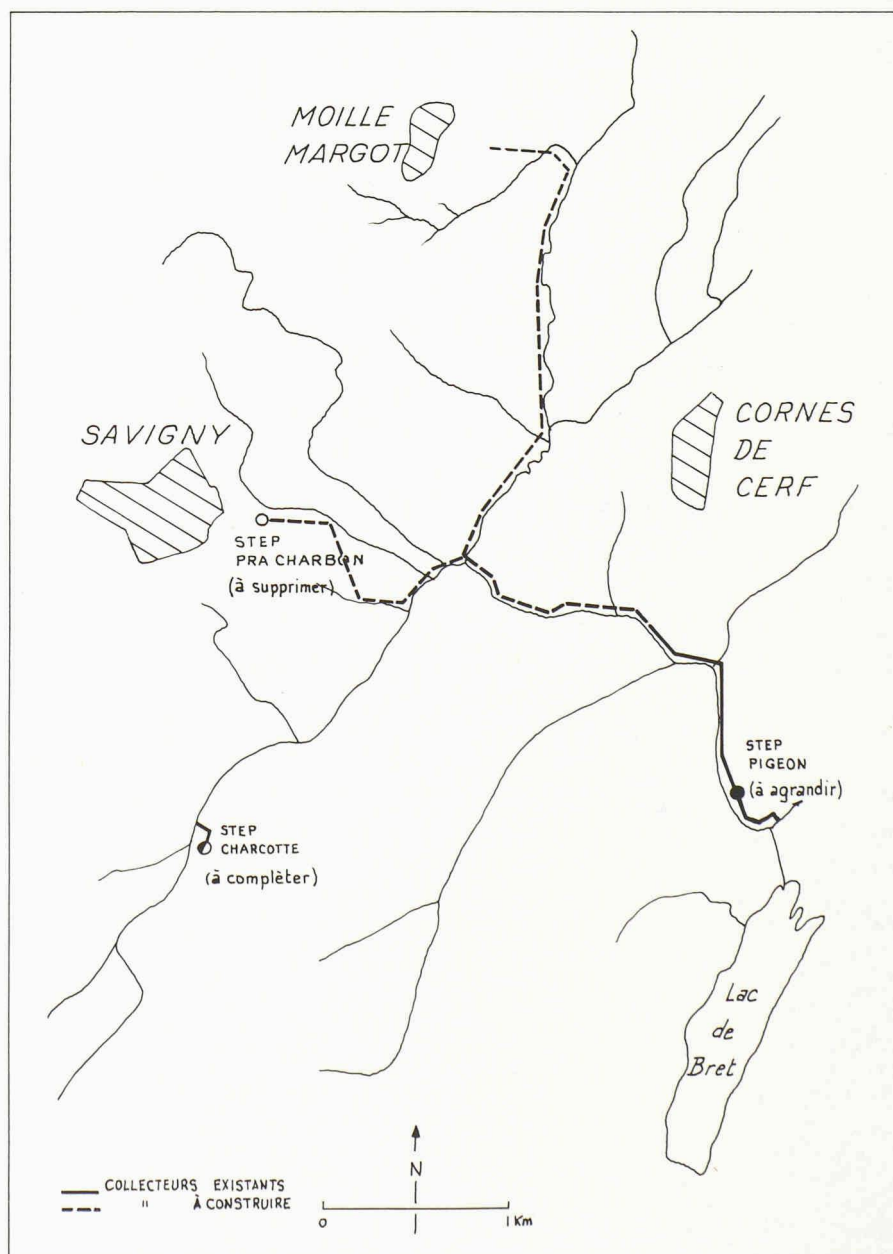 MOILLE
MARGOT
SAVIGNY
CORNES
DE
CERF
STEP
PRA CHARBON
(à supprimer)
STEP
PIGEON
(à agrandir)
STEP
CHARCOTTE
(à complèter)
Lac
de
Bret
N
COLLECTEURS EXISTANTS
" À CONSTRUIRE
0 1 Km